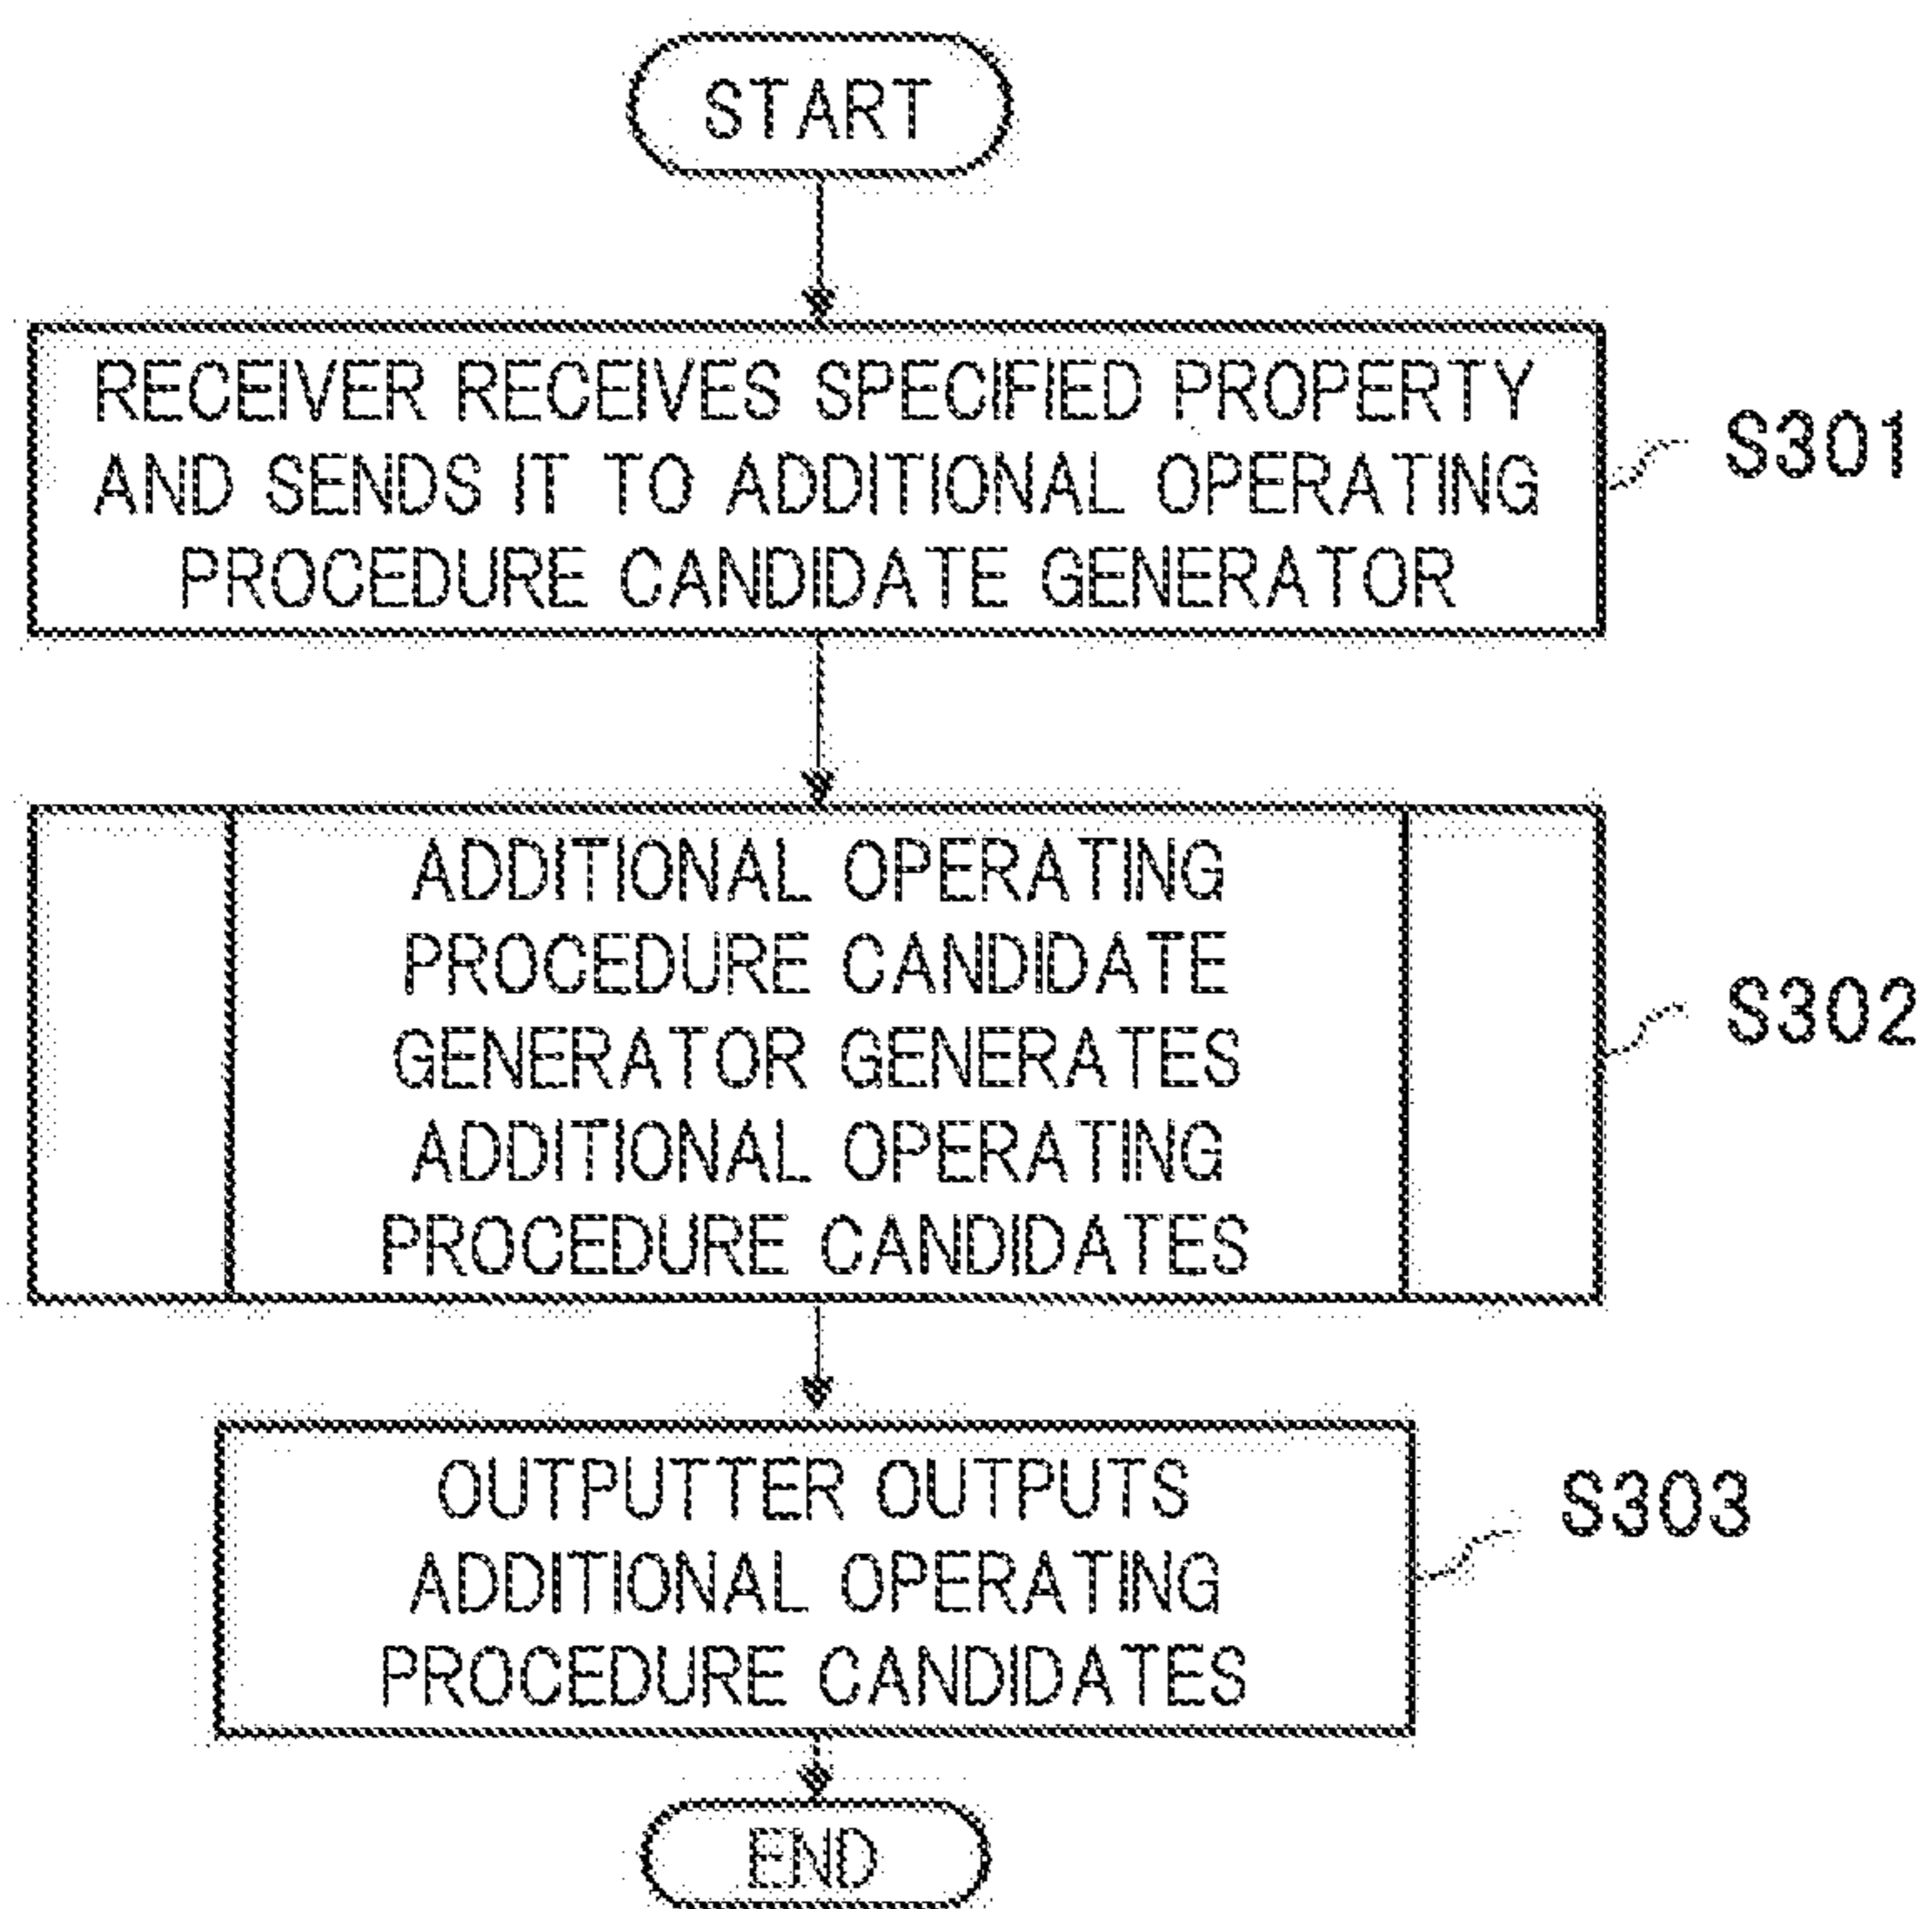 START
RECEIVER RECEIVES SPECIFIED PROPERTY
AND SENDS IT TO ADDITIONAL OPERATING
PROCEDURE CANDIDATE GENERATOR
S301
ADDITIONAL OPERATING
PROCEDURE CANDIDATE
GENERATOR GENERATES
ADDITIONAL OPERATING
PROCEDURE CANDIDATES
S302
OUTPUTTER OUTPUTS
ADDITIONAL OPERATING
PROCEDURE CANDIDATES
S303
END